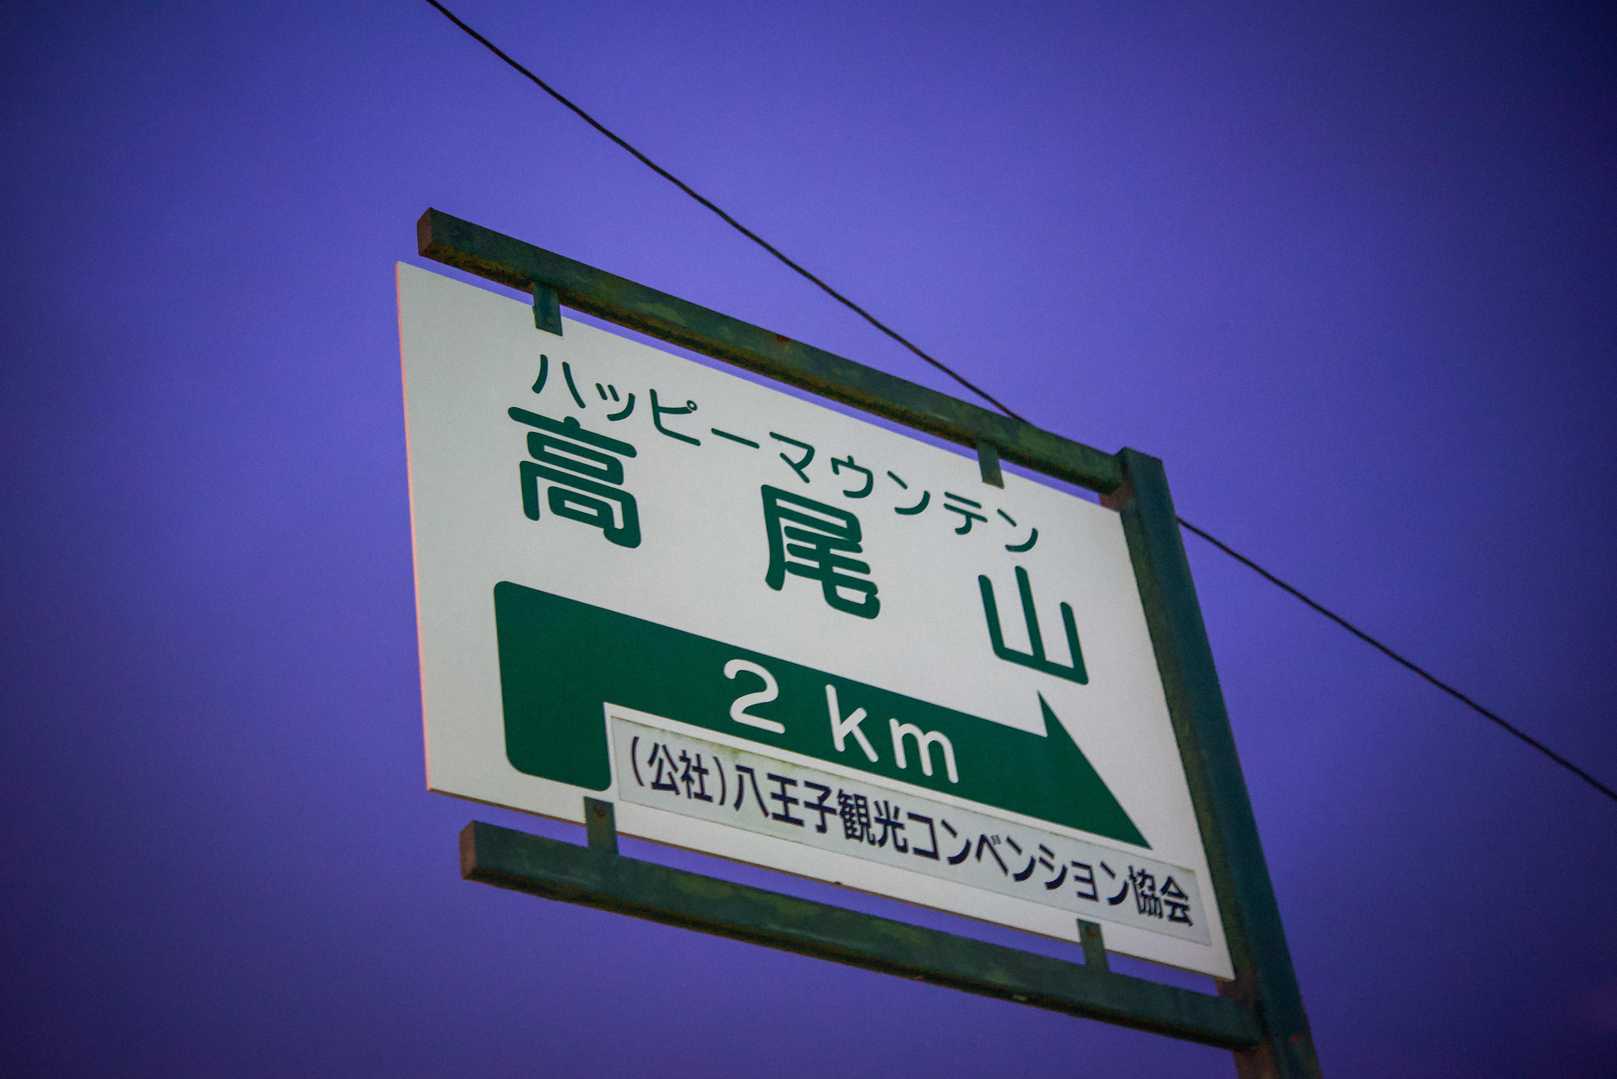 ハッピーマウンテン
高尾山
2km
(公社)八王子観光コンベンション協会